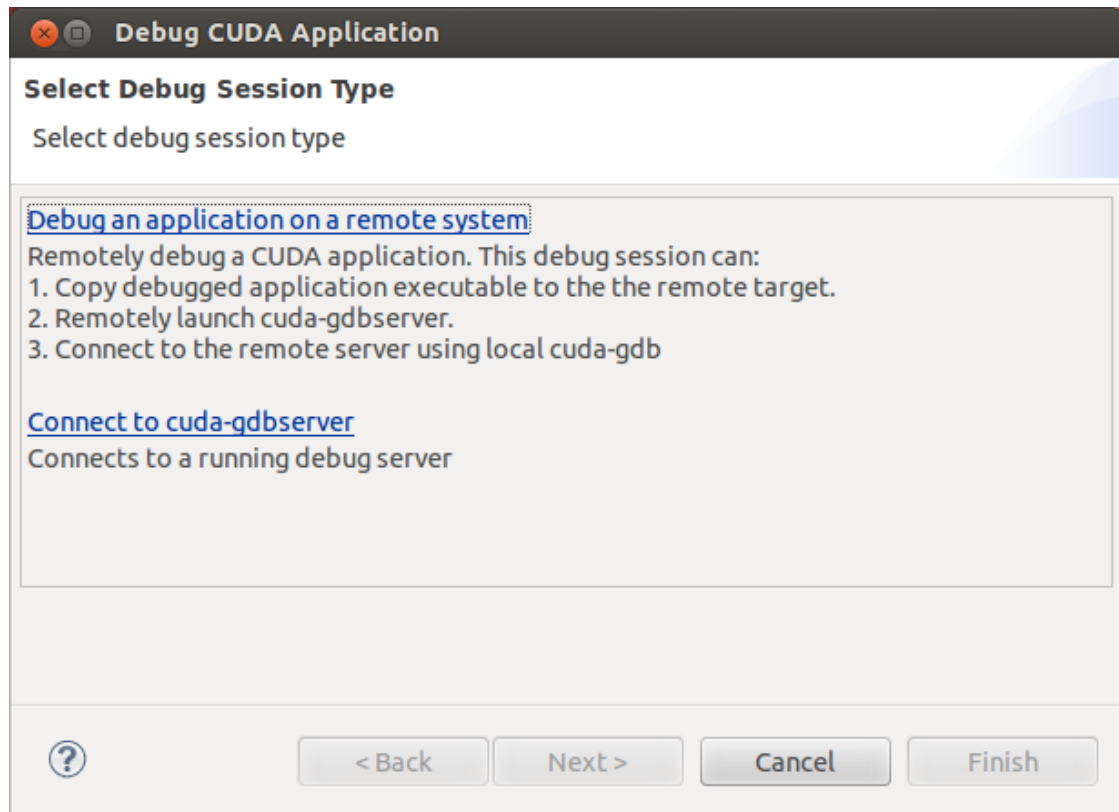 Debug CUDA Application
Select Debug Session Type
Select debug session type
Debug an application on a remote system
Remotely debug a CUDA application. This debug session can:
1. Copy debugged application executable to the the remote target.
2. Remotely launch cuda-gdbserver.
3. Connect to the remote server using local cuda-gdb
Connect to cuda-gdbserver
Connects to a running debug server
?
< Back
Next >
Cancel
Finish